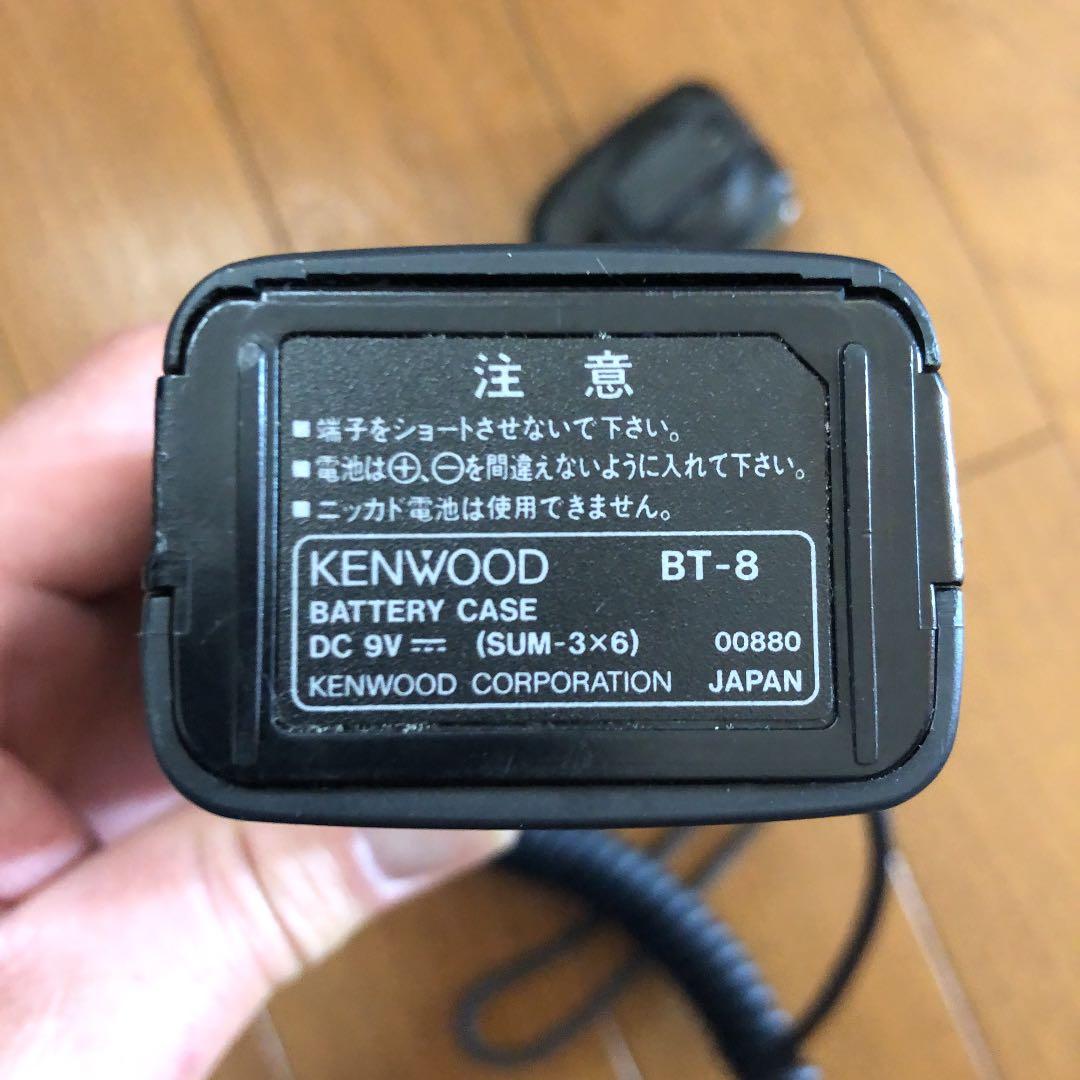 注意
■端子をショートさせないで下さい。
■電池は⊕、⊖を間違えないように入れて下さい。
■ニッカド電池は使用できません。
KENWOOD BT-8
BATTERY CASE
DC 9V ⎓ (SUM-3×6) 00880
KENWOOD CORPORATION JAPAN